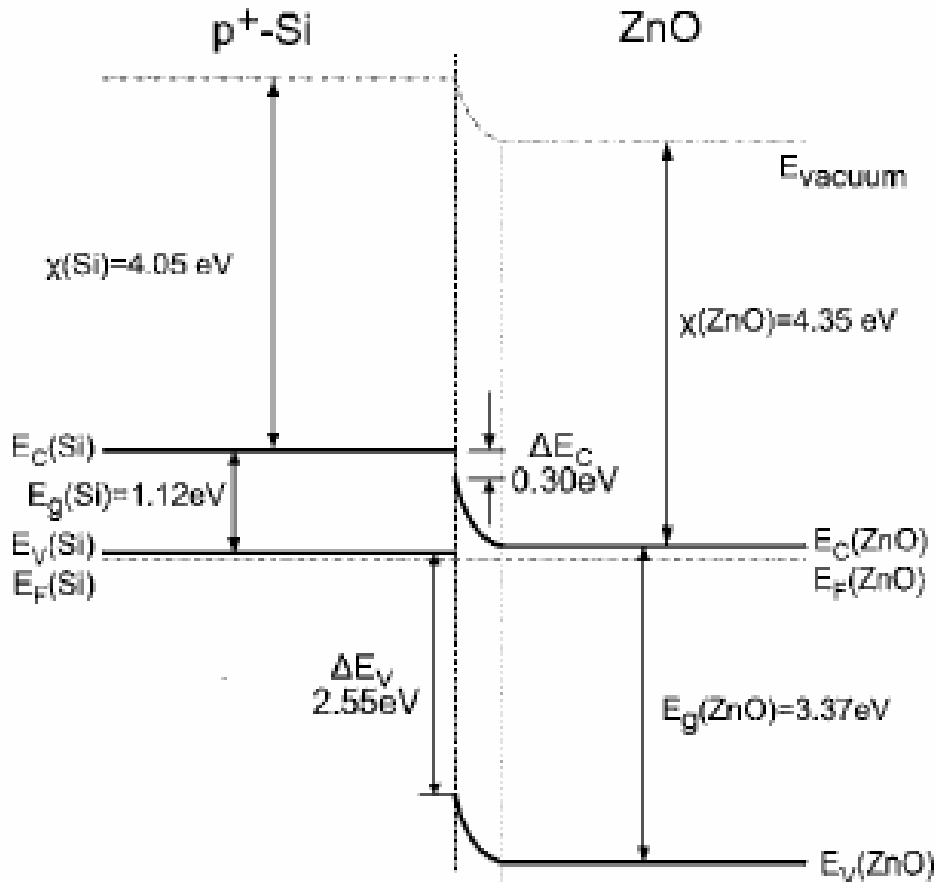 p⁺-Si
ZnO
Evacuum
χ(Si)=4.05 eV
χ(ZnO)=4.35 eV
EC(Si)
ΔEC
0.30eV
Eg(Si)=1.12eV
EV(Si)
EC(ZnO)
EF(Si)
EF(ZnO)
ΔEV
2.55eV
Eg(ZnO)=3.37eV
EV(ZnO)